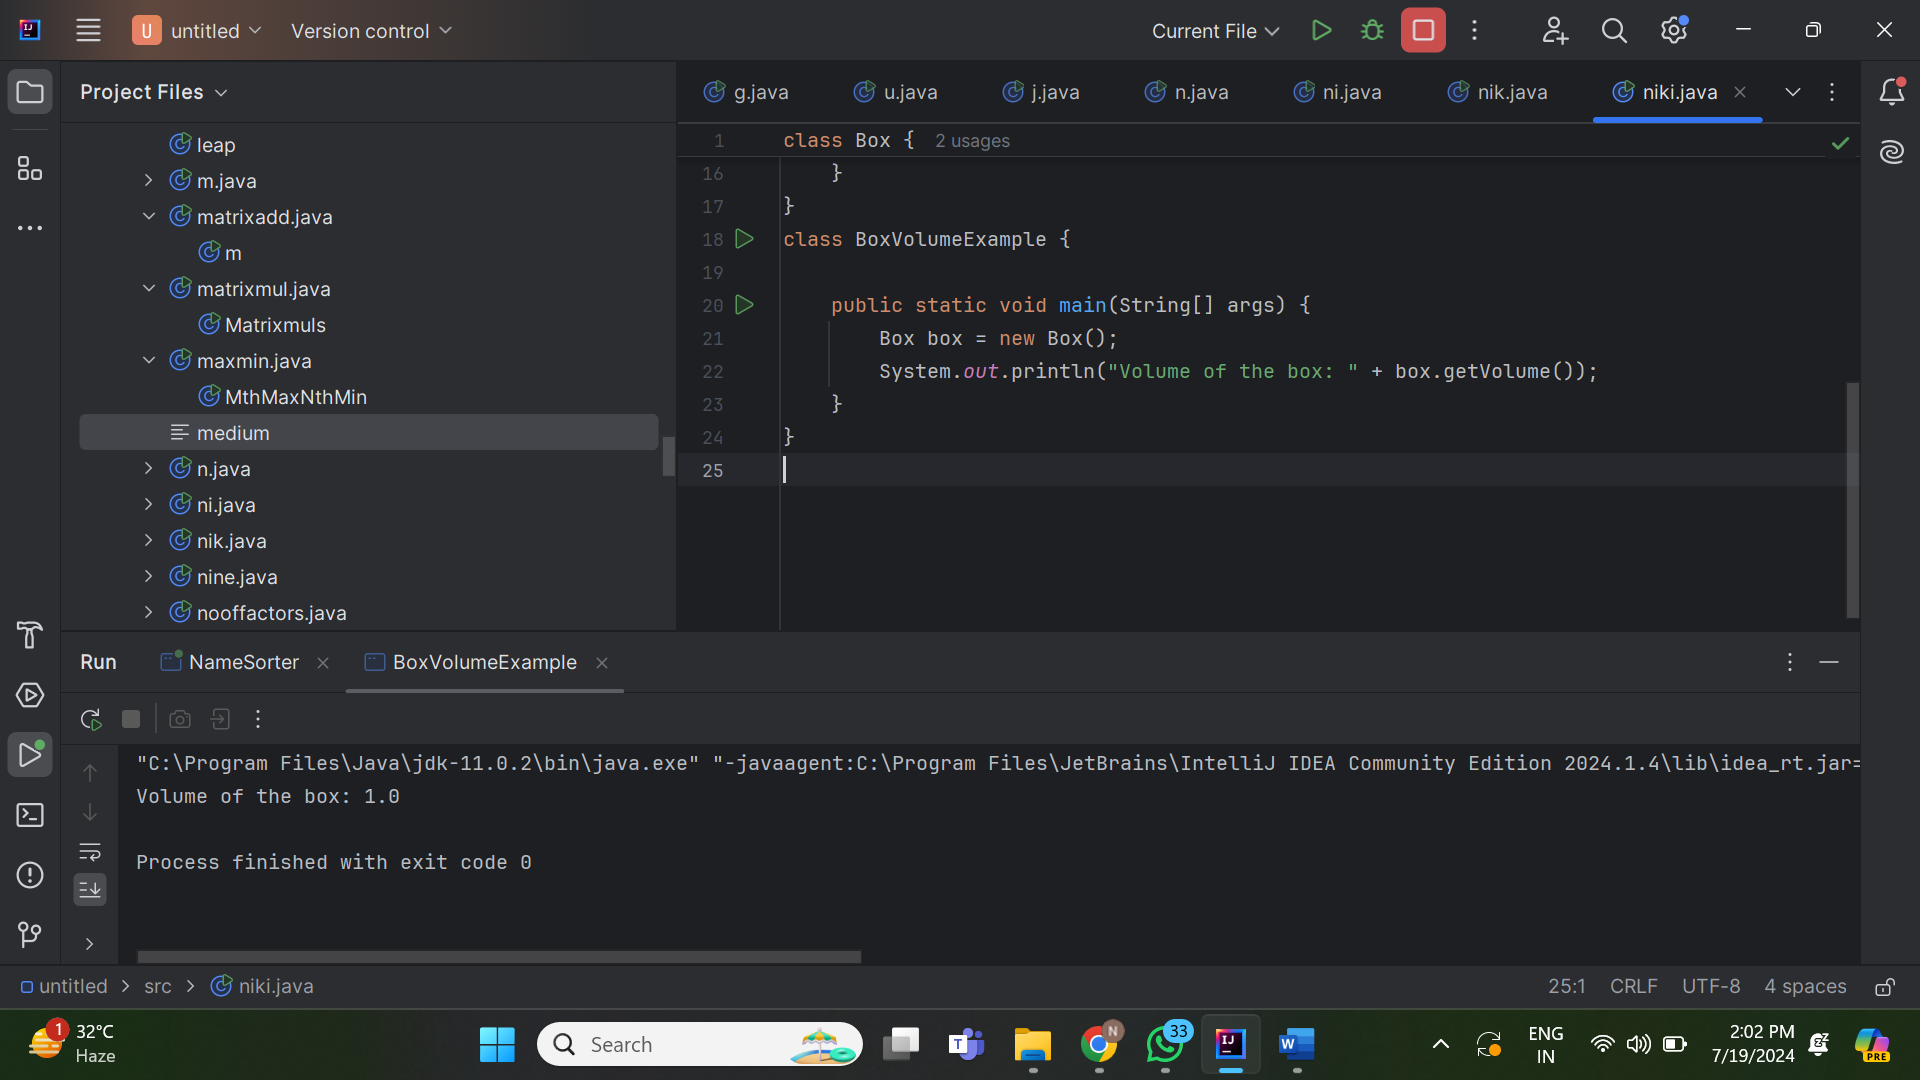 U untitled Version control Current File
Project Files
leap
m.java
matrixadd.java
m
matrixmul.java
Matrixmuls
maxmin.java
MthMaxNthMin
medium
n.java
ni.java
nik.java
nine.java
nooffactors.java
g.java u.java j.java n.java ni.java nik.java niki.java
1 class Box { 2 usages
16 }
17 }
18 class BoxVolumeExample {
19
20 public static void main(String[] args) {
21 Box box = new Box();
22 System.out.println("Volume of the box: " + box.getVolume());
23 }
24 }
25
Run NameSorter BoxVolumeExample
"C:\Program Files\Java\jdk-11.0.2\bin\java.exe" "-javaagent:C:\Program Files\JetBrains\IntelliJ IDEA Community Edition 2024.1.4\lib\idea_rt.jar=
Volume of the box: 1.0
Process finished with exit code 0
untitled > src > niki.java 25:1 CRLF UTF-8 4 spaces
1 32°C Haze
Search
33
ENG IN
2:02 PM
7/19/2024
PRE